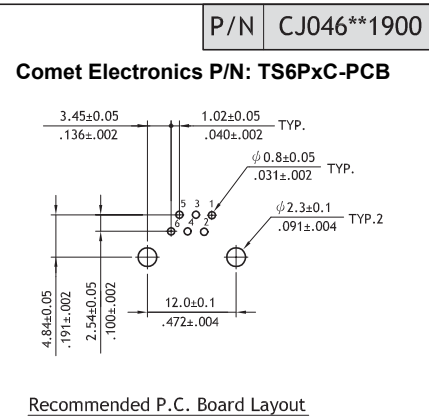 P/N CJ046**1900
Comet Electronics P/N: TS6PxC-PCB
3.45±0.05
.136±.002
1.02±0.05
.040±.002
TYP.
ϕ0.8±0.05
.031±.002
TYP.
5 3 1
6 4 2
ϕ2.3±0.1
.091±.004
TYP.2
4.84±0.05
.191±.002
2.54±0.05
.100±.002
12.0±0.1
.472±.004
Recommended P.C. Board Layout